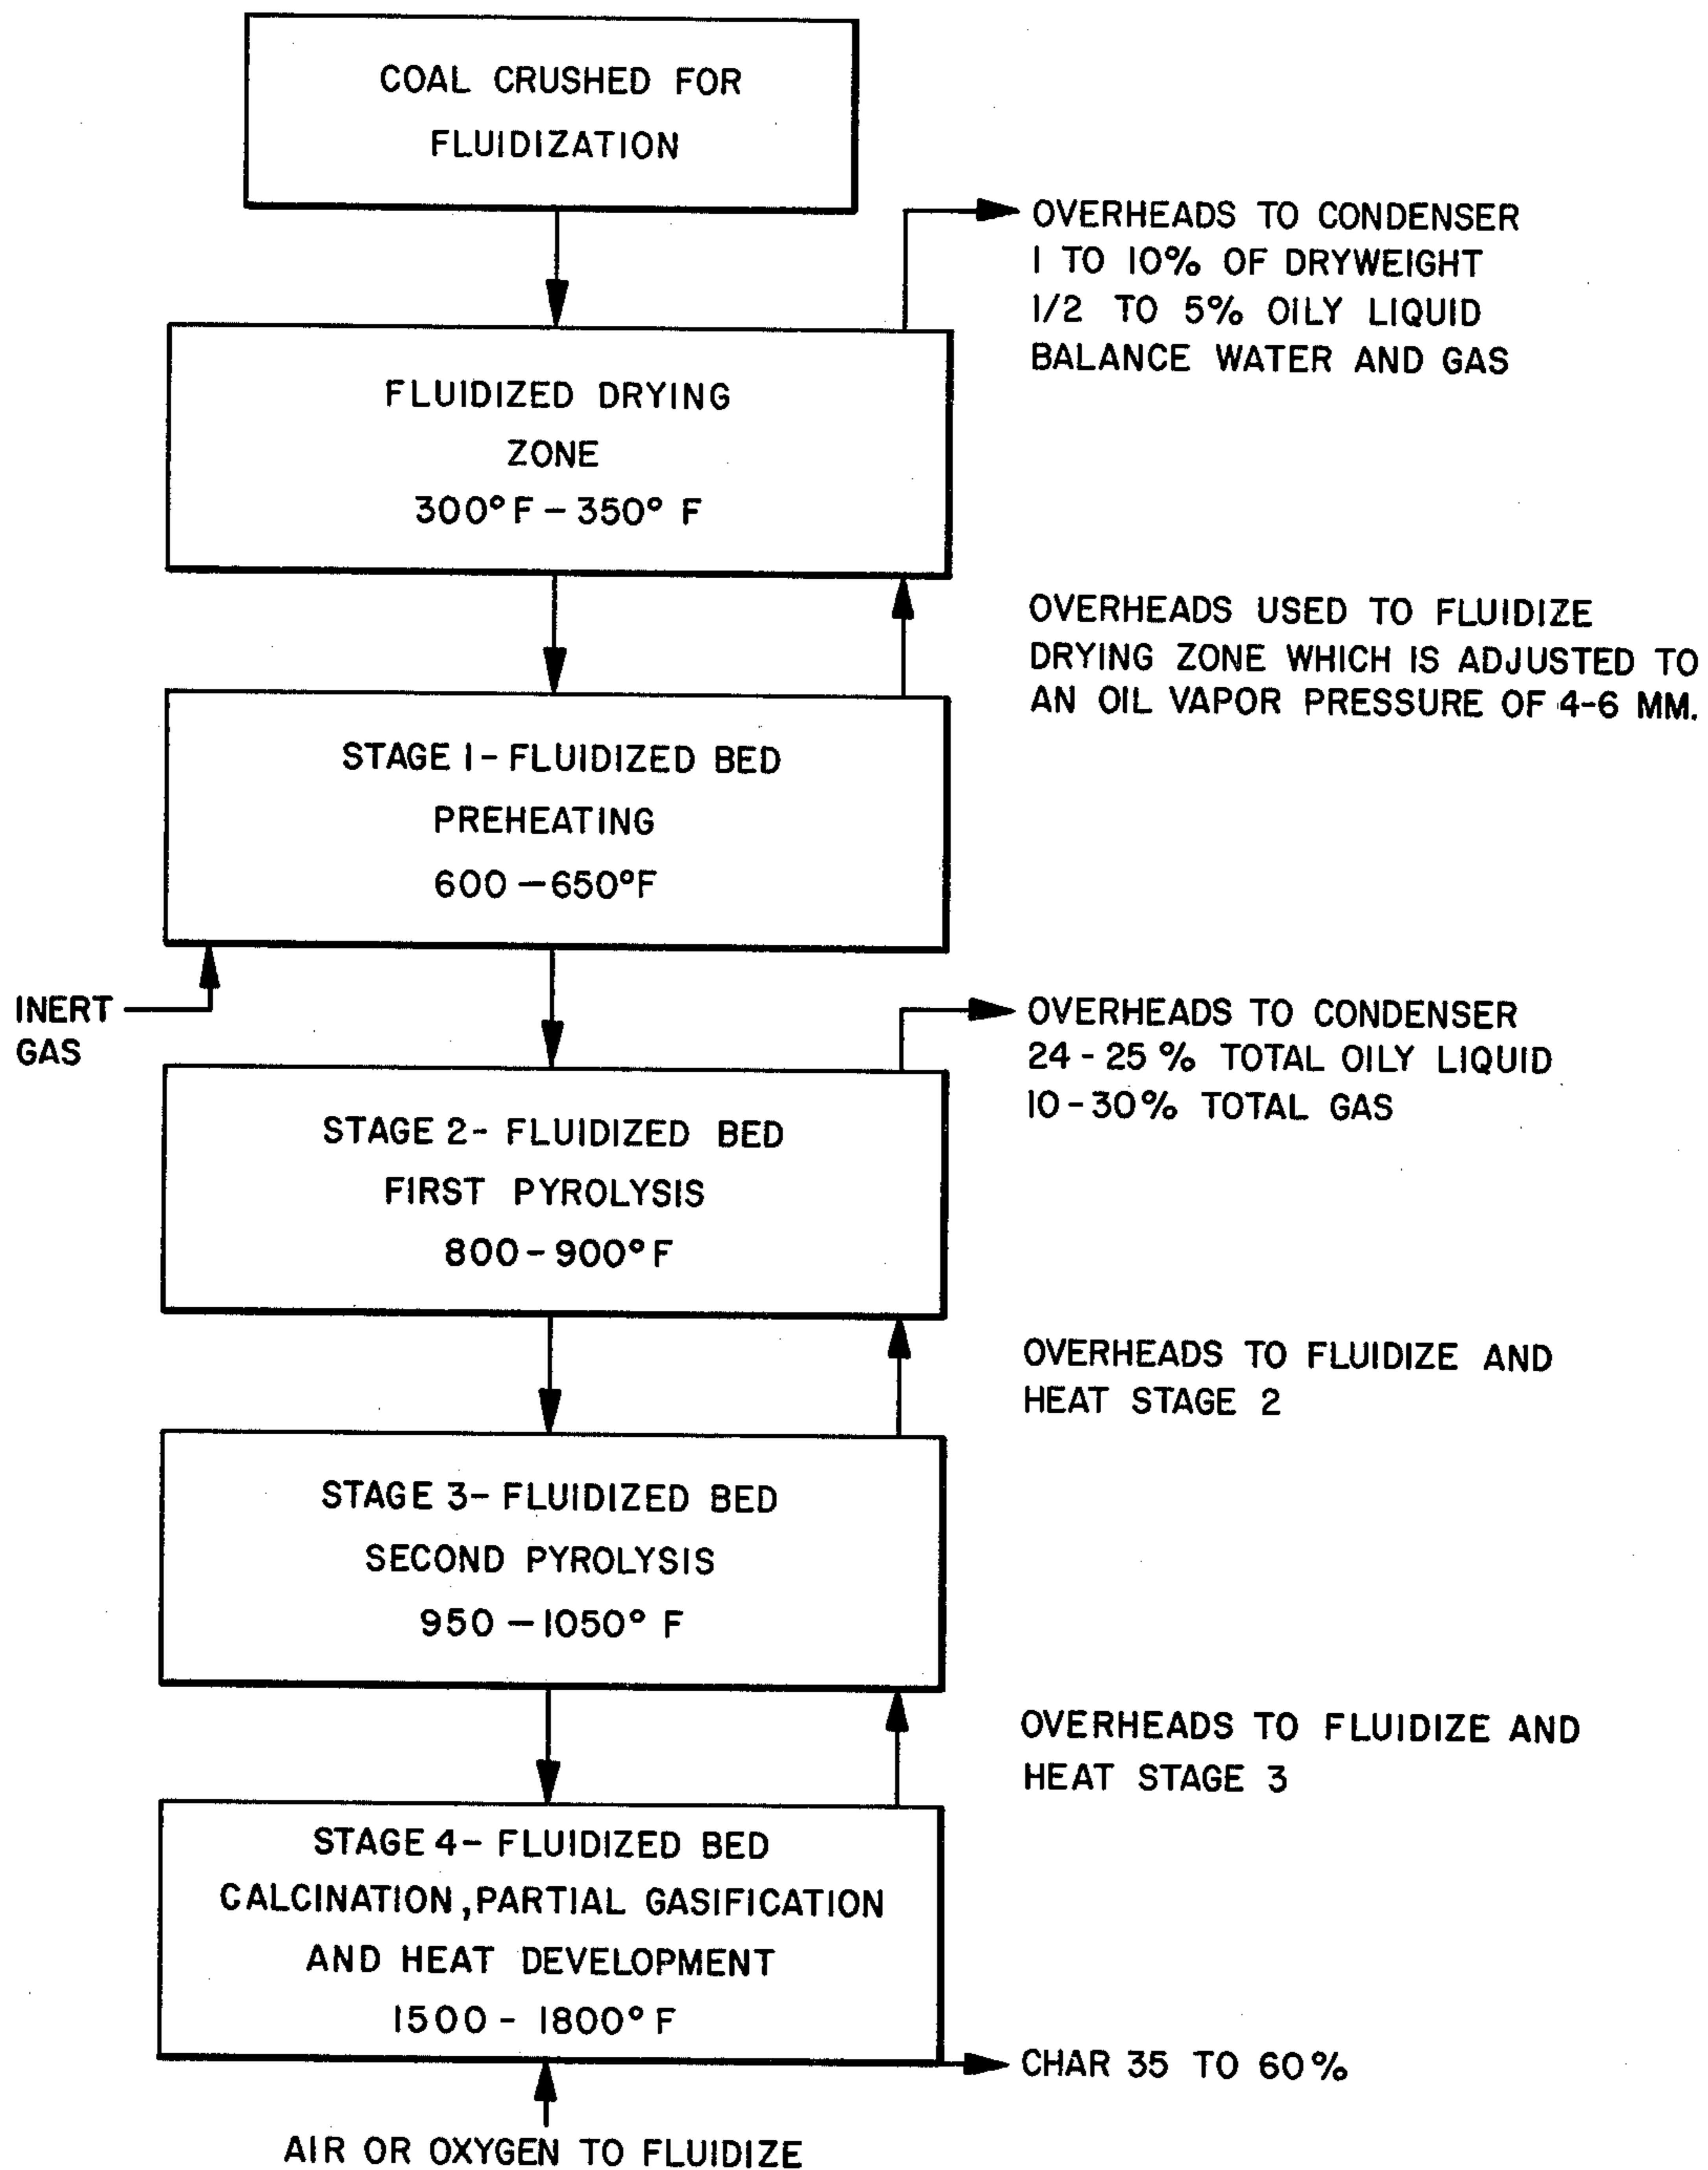 COAL CRUSHED FOR
FLUIDIZATION
OVERHEADS TO CONDENSER
1 TO 10% OF DRYWEIGHT
1/2 TO 5% OILY LIQUID
BALANCE WATER AND GAS
FLUIDIZED DRYING
ZONE
300°F – 350° F
OVERHEADS USED TO FLUIDIZE
DRYING ZONE WHICH IS ADJUSTED TO
AN OIL VAPOR PRESSURE OF 4-6 MM.
STAGE 1 – FLUIDIZED BED
PREHEATING
600 – 650°F
INERT
GAS
OVERHEADS TO CONDENSER
24 - 25 % TOTAL OILY LIQUID
10 - 30% TOTAL GAS
STAGE 2 - FLUIDIZED BED
FIRST PYROLYSIS
800 - 900° F
OVERHEADS TO FLUIDIZE AND
HEAT STAGE 2
STAGE 3 – FLUIDIZED BED
SECOND PYROLYSIS
950 – 1050° F
OVERHEADS TO FLUIDIZE AND
HEAT STAGE 3
STAGE 4 – FLUIDIZED BED
CALCINATION, PARTIAL GASIFICATION
AND HEAT DEVELOPMENT
1500 - 1800° F
CHAR 35 TO 60%
AIR OR OXYGEN TO FLUIDIZE